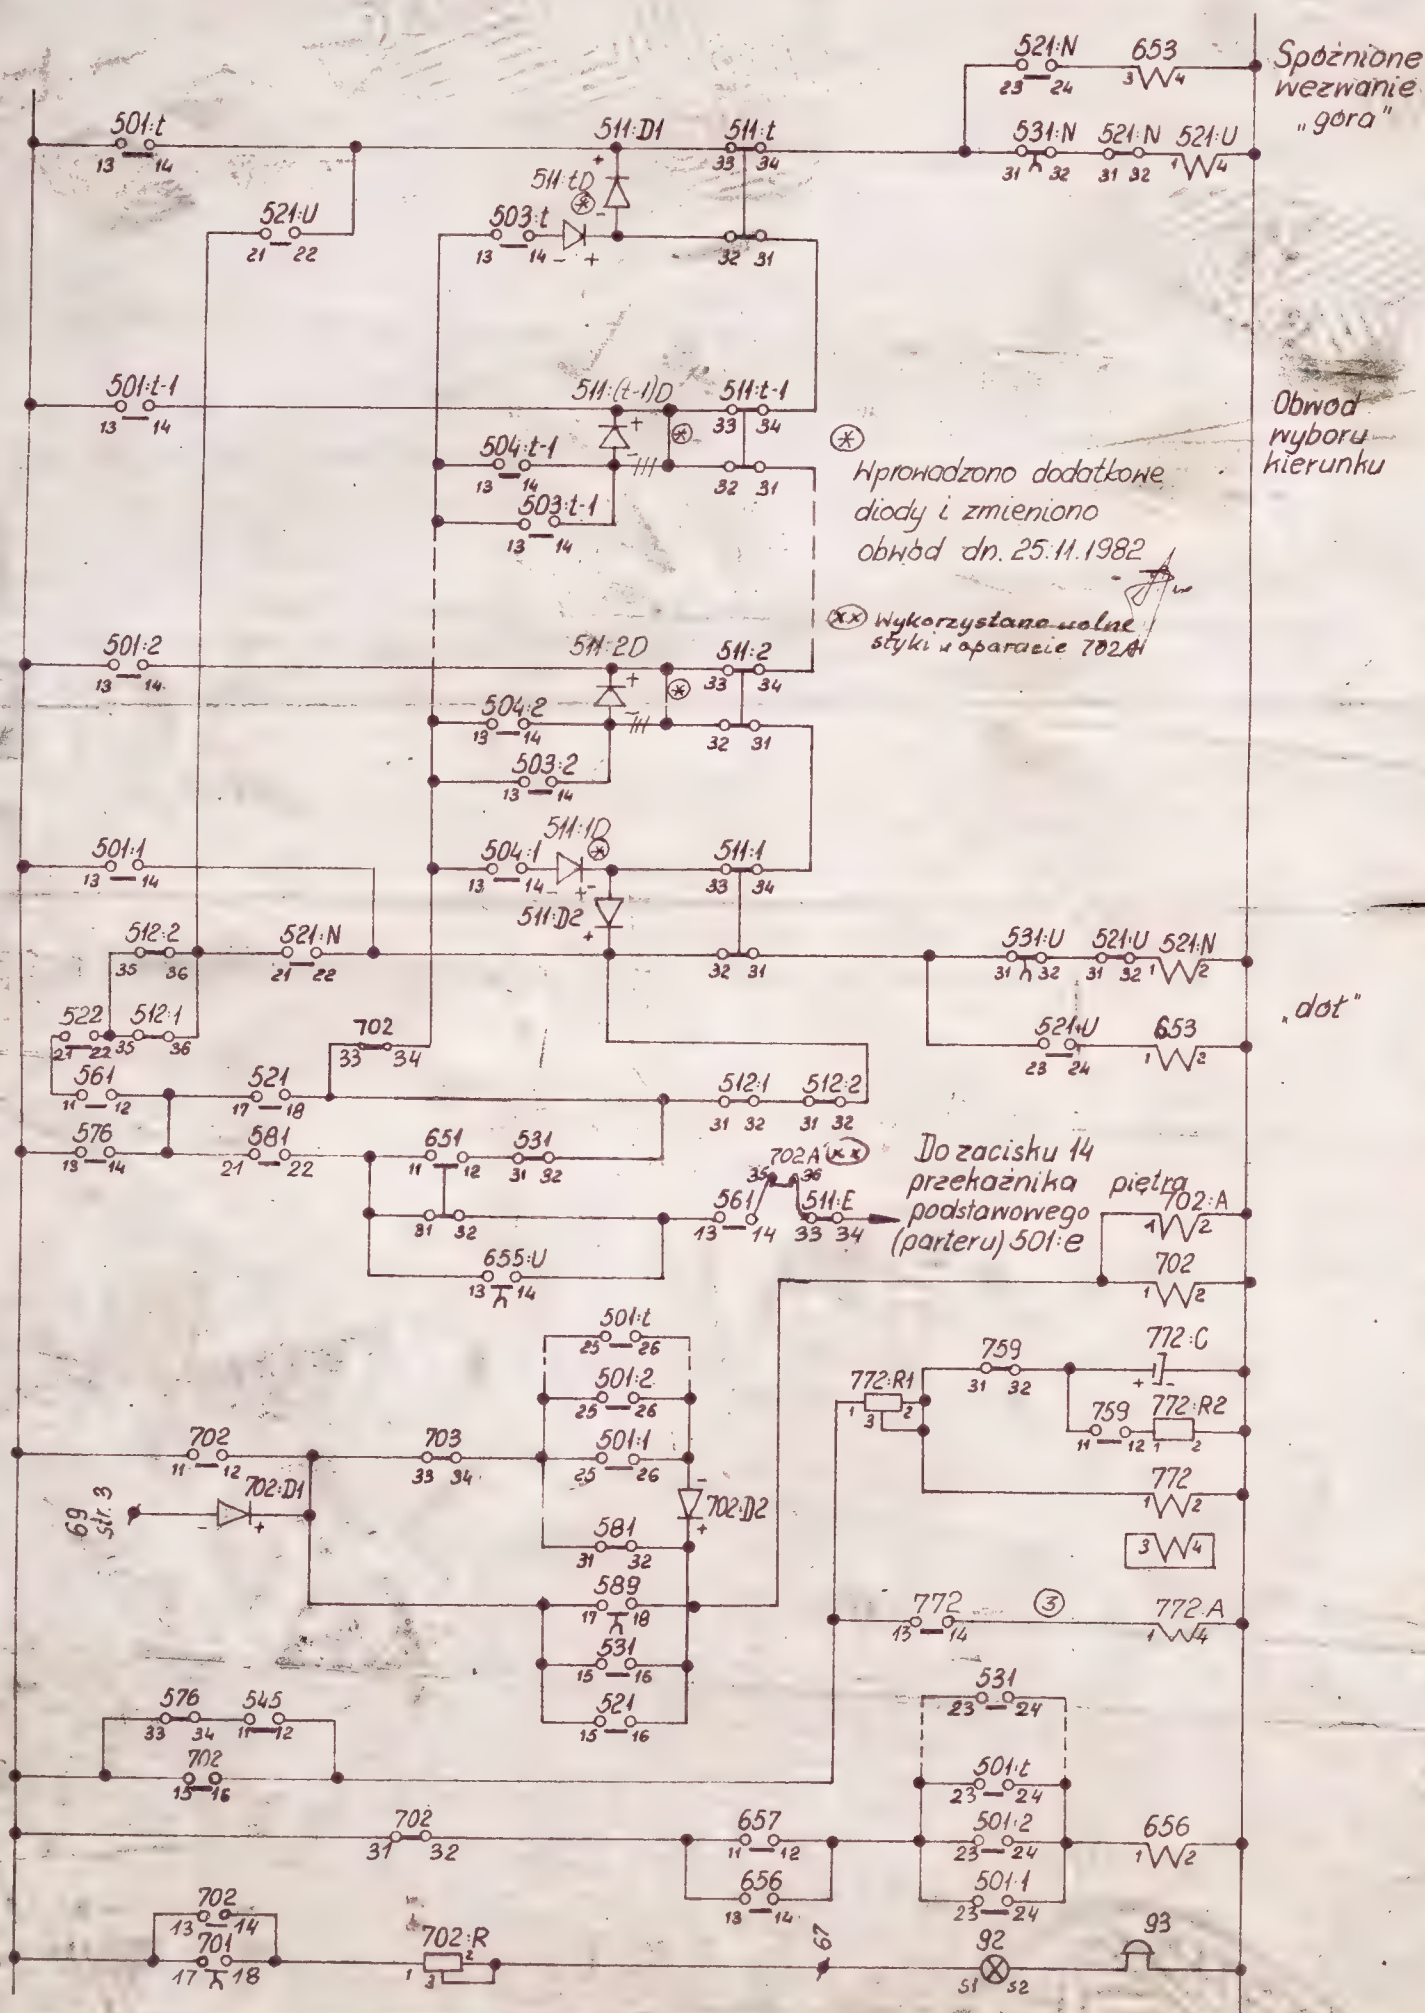 521:N 653
3 4
23 24
Spóźnione
wezwanie
„góra"
501:t 511:D1 511:t 531:N 521:N 521:U
+
13 14 33 34 31 32 31 32 1 4
511:tD
*
-
521:U 503:t
21 22 13 14 - + 32 31
501:t-1 511:(t-1)D 511:t-1
Obwód
wyboru
kierunku
13 14 + * 33 34
*
504:t-1 -
13 14 32 31
503:t-1
13 14
Wprowadzono dodatkowe
diody i zmieniono
obwód dn. 25.11.1982
xx Wykorzystano wolne
styki w aparacie 702A
501:2 511:2D 511:2
13 14 + * 33 34
504:2 -
13 14 32 31
503:2
13 14
511:1D
*
501:1 504:1 511:1
13 14 13 14 - + - 33 34
511:D2
+
512:2 521:N 531:U 521:U 521:N
35 36 21 22 32 31 31 32 31 32 1 2
„dół"
522 512:1 702 521:U 653
21 22 35 36 33 34 23 24 1 2
561 521 512:1 512:2
11 12 17 18 31 32 31 32
576 581 651 531 702A xx
13 14 21 22 11 12 31 32 35 36
Do zacisku 14
przekaźnika piętra
podstawowego
(parteru) 501:e
561 511:E
31 32 13 14 33 34
702:A
1 2
655:U 702
13 14 1 2
501:t
25 26
759 772:C
31 32 + -
501:2 772:R1
25 26 1 2 3
759 772:R2
11 12 1 2
702 703 501:1
11 12 33 34 25 26
772
1 2
69
str. 3
702:D1 - 702:D2
- + +
3 4
581
31 32
589
17 18
772 3 772:A
13 14 1 4
531
15 16
576 545 521 531
33 34 11 12 15 16 23 24
702 501:t
15 16 23 24
702 657 501:2 656
31 32 11 12 23 24 1 2
656 501:1
13 14 23 24
702
13 14
701 702:R 67 92 93
17 18 1 2 3 S1 S2